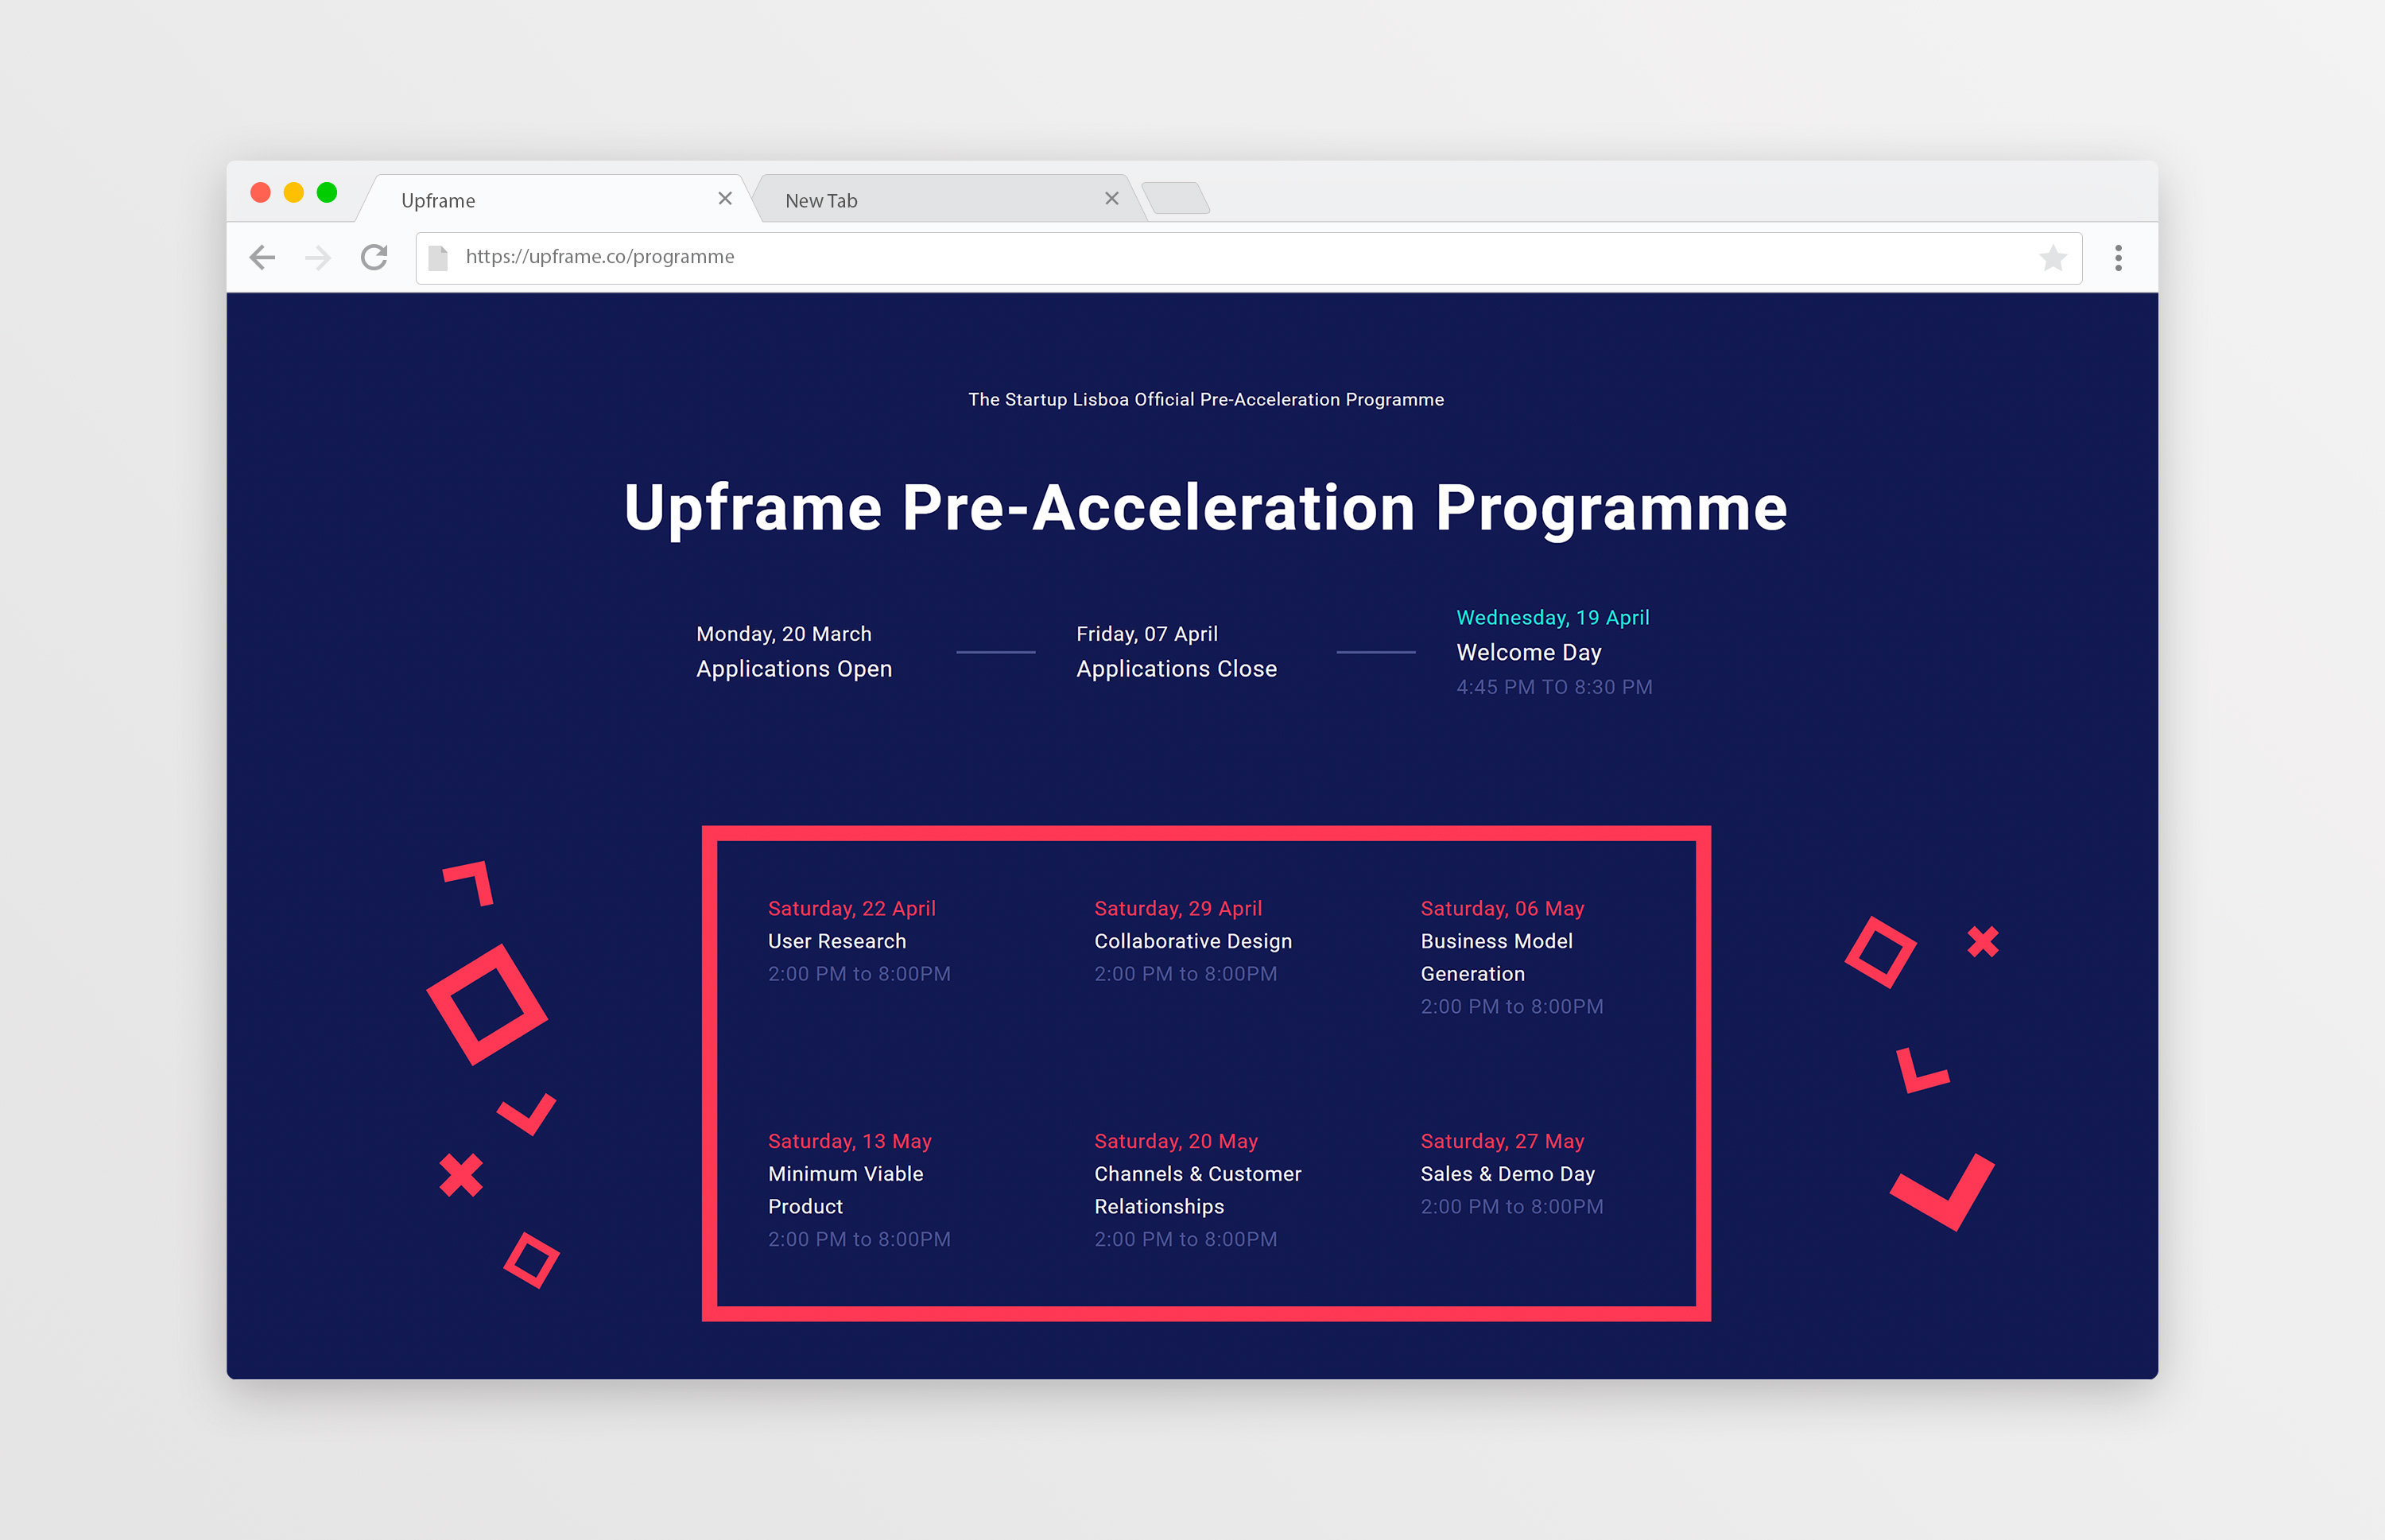 Upframe
New Tab
https://upframe.co/programme
The Startup Lisboa Official Pre-Acceleration Programme
Upframe Pre-Acceleration Programme
Monday, 20 March
Applications Open
Friday, 07 April
Applications Close
Wednesday, 19 April
Welcome Day
4:45 PM TO 8:30 PM
Saturday, 22 April
User Research
2:00 PM to 8:00PM
Saturday, 29 April
Collaborative Design
2:00 PM to 8:00PM
Saturday, 06 May
Business Model
Generation
2:00 PM to 8:00PM
Saturday, 13 May
Minimum Viable
Product
2:00 PM to 8:00PM
Saturday, 20 May
Channels & Customer
Relationships
2:00 PM to 8:00PM
Saturday, 27 May
Sales & Demo Day
2:00 PM to 8:00PM